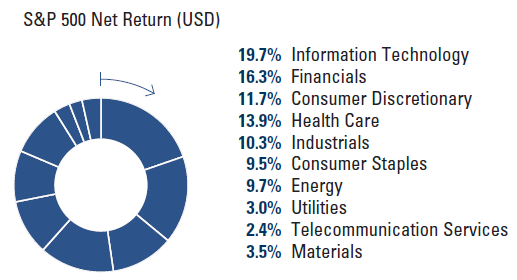 S&P 500 Net Return (USD)
19.7% Information Technology
16.3% Financials
11.7% Consumer Discretionary
13.9% Health Care
10.3% Industrials
9.5% Consumer Staples
9.7% Energy
3.0% Utilities
2.4% Telecommunication Services
3.5% Materials